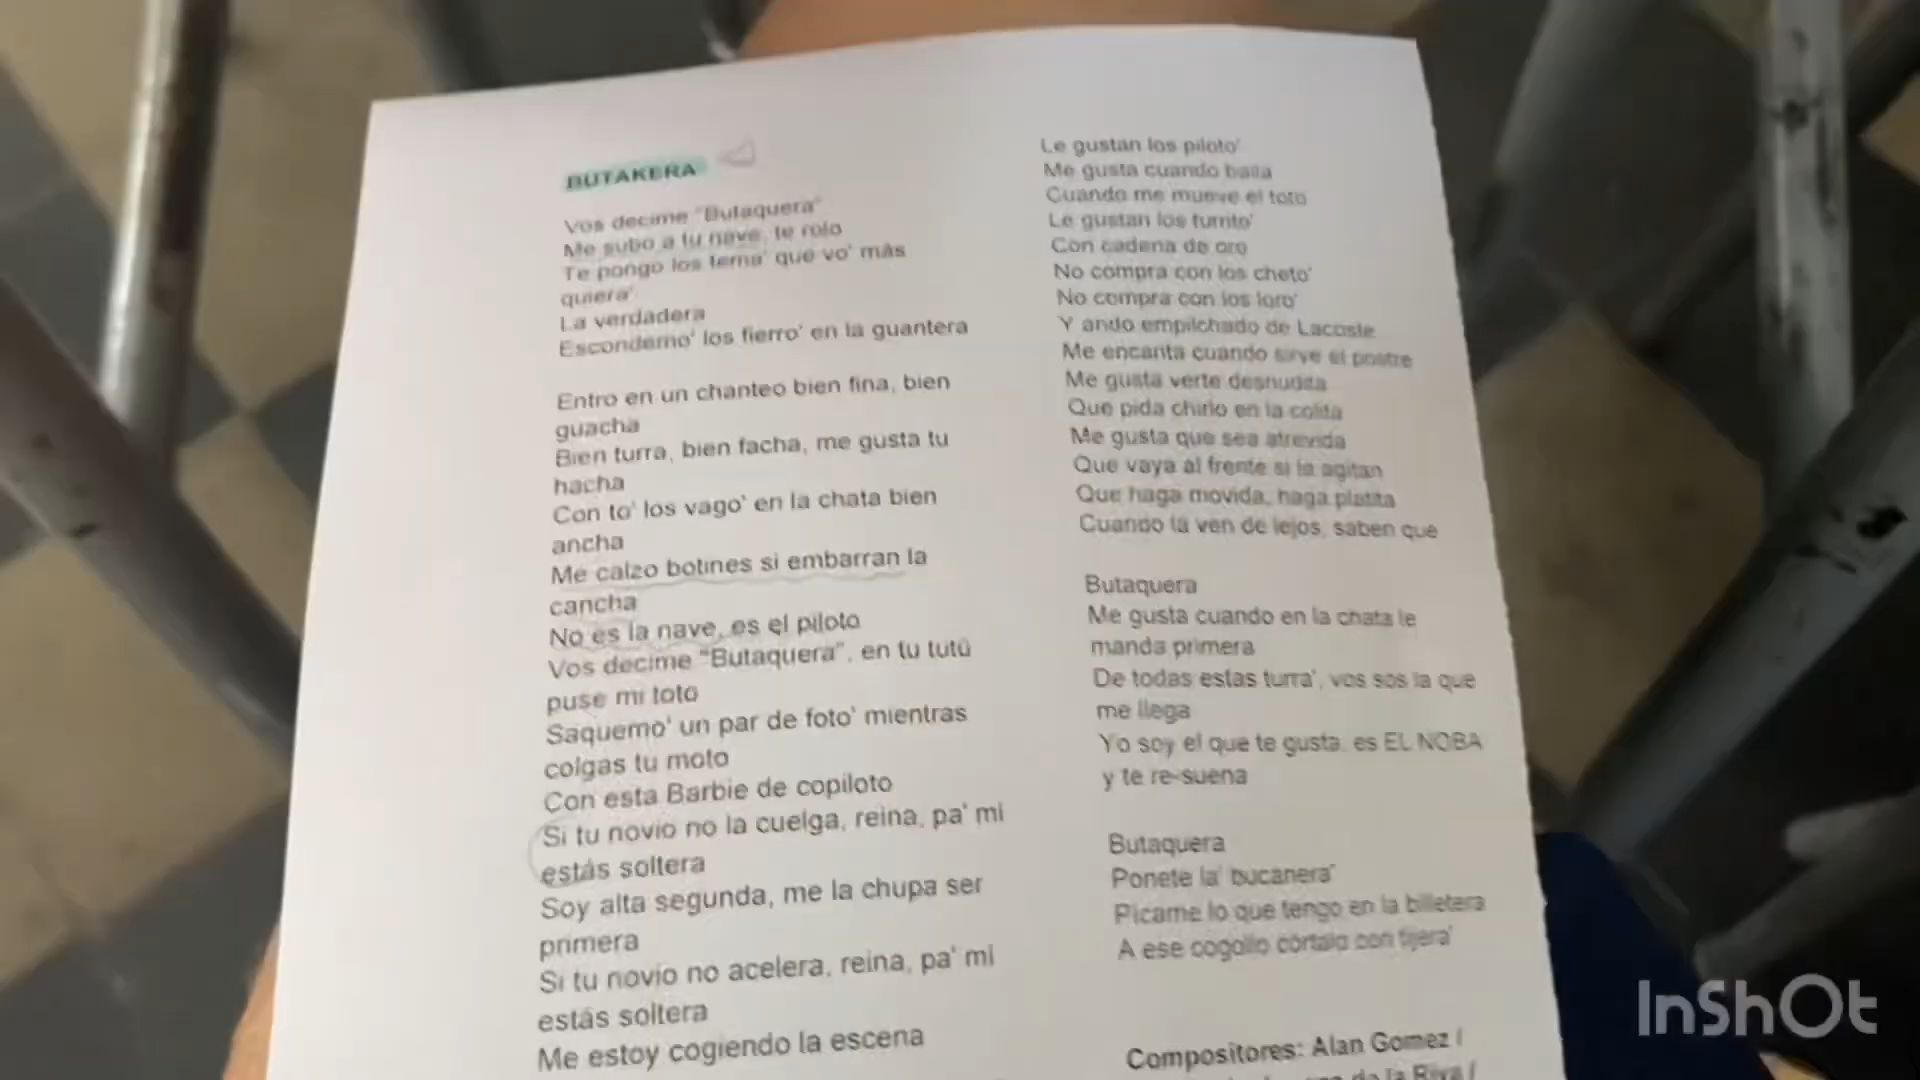 BUTAKERA
Vos decime "Butaquera"
Me subo a tu nave, te rolo
Te pongo los tema' que vo' más
quiera'
La verdadera
Escondemo' los fierro' en la guantera
Entro en un chanteo bien fina, bien
guacha
Bien turra, bien facha, me gusta tu
hacha
Con to' los vago' en la chata bien
ancha
Me calzo botines si embarran la
cancha
No es la nave, es el piloto
Vos decime "Butaquera", en tu tutú
puse mi toto
Saquemo' un par de foto' mientras
colgas tu moto
Con esta Barbie de copiloto
Si tu novio no la cuelga, reina, pa' mi
estás soltera
Soy alta segunda, me la chupa ser
primera
Si tu novio no acelera, reina, pa' mi
estás soltera
Me estoy cogiendo la escena
Le gustan los piloto'
Me gusta cuando baila
Cuando me mueve el toto
Le gustan los turrito'
Con cadena de oro
No compra con los cheto'
No compra con los loro'
Y ando empilchado de Lacoste
Me encanta cuando sirve el postre
Me gusta verte desnudita
Que pida chirlo en la colita
Me gusta que sea atrevida
Que vaya al frente si la agitan
Que haga movida, haga platita
Cuando la ven de lejos, saben que
Butaquera
Me gusta cuando en la chata le
manda primera
De todas estas turra', vos sos la que
me llega
Yo soy el que te gusta, es EL NOBA
y te re-suena
Butaquera
Ponete la' bucanera'
Picame lo que tengo en la billetera
A ese cogollo córtalo con tijera'
Compositores: Alan Gomez /
de la Riva /
InShOt